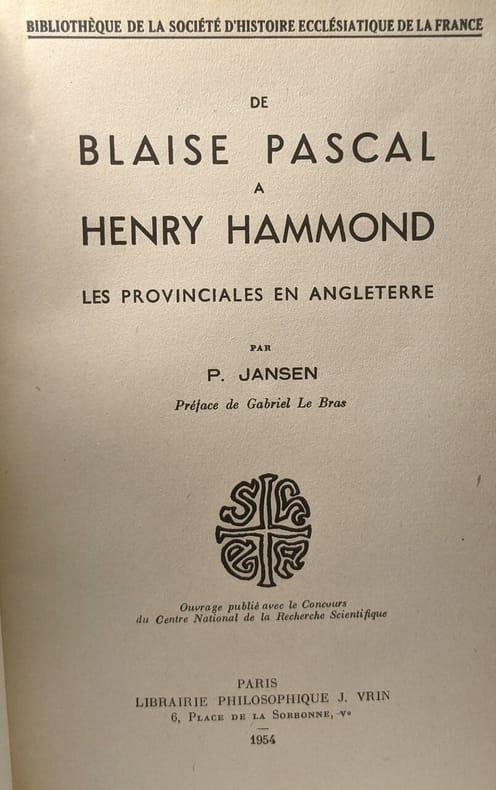 BIBLIOTHÈQUE DE LA SOCIÉTÉ D'HISTOIRE ECCLÉSIATIQUE DE LA FRANCE
DE
BLAISE PASCAL
A
HENRY HAMMOND
LES PROVINCIALES EN ANGLETERRE
PAR
P. JANSEN
Préface de Gabriel Le Bras
SH
EF
Ouvrage publié avec le Concours
du Centre National de la Recherche Scientifique
PARIS
LIBRAIRIE PHILOSOPHIQUE J. VRIN
6, PLACE DE LA SORBONNE, Vᵉ
1954